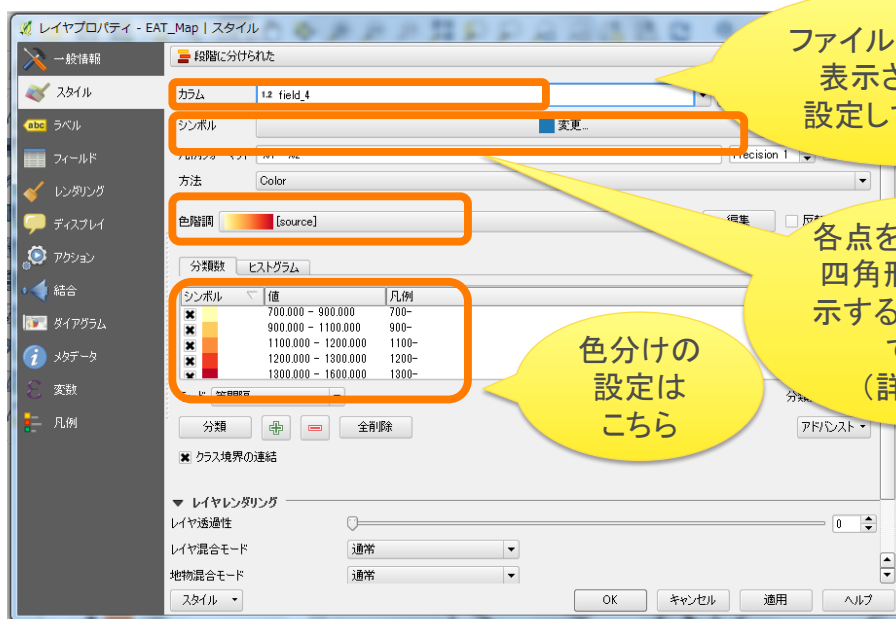 レイヤプロパティ - EAT_Map | スタイル
一般情報
スタイル
abc ラベル
フィールド
レンダリング
ディスプレイ
アクション
結合
ダイアグラム
メタデータ
変数
凡例
段階に分けられた
カラム 1.2 field_4
シンボル 変更...
Precision 1
方法 Color
色階調 [source] 編集
分類数 ヒストグラム
シンボル 値 凡例
700.000 - 900.000 700-
900.000 - 1100.000 900-
1100.000 - 1200.000 1100-
1200.000 - 1300.000 1200-
1300.000 - 1600.000 1300-
等間隔
分類 全削除 アドバンスト
クラス境界の連結
レイヤレンダリング
レイヤ透過性 0
レイヤ混合モード 通常
地物混合モード 通常
スタイル OK キャンセル 適用 ヘルプ
ファイル
表示さ
設定して
各点を
四角形
示する
（詳
色分けの
設定は
こちら